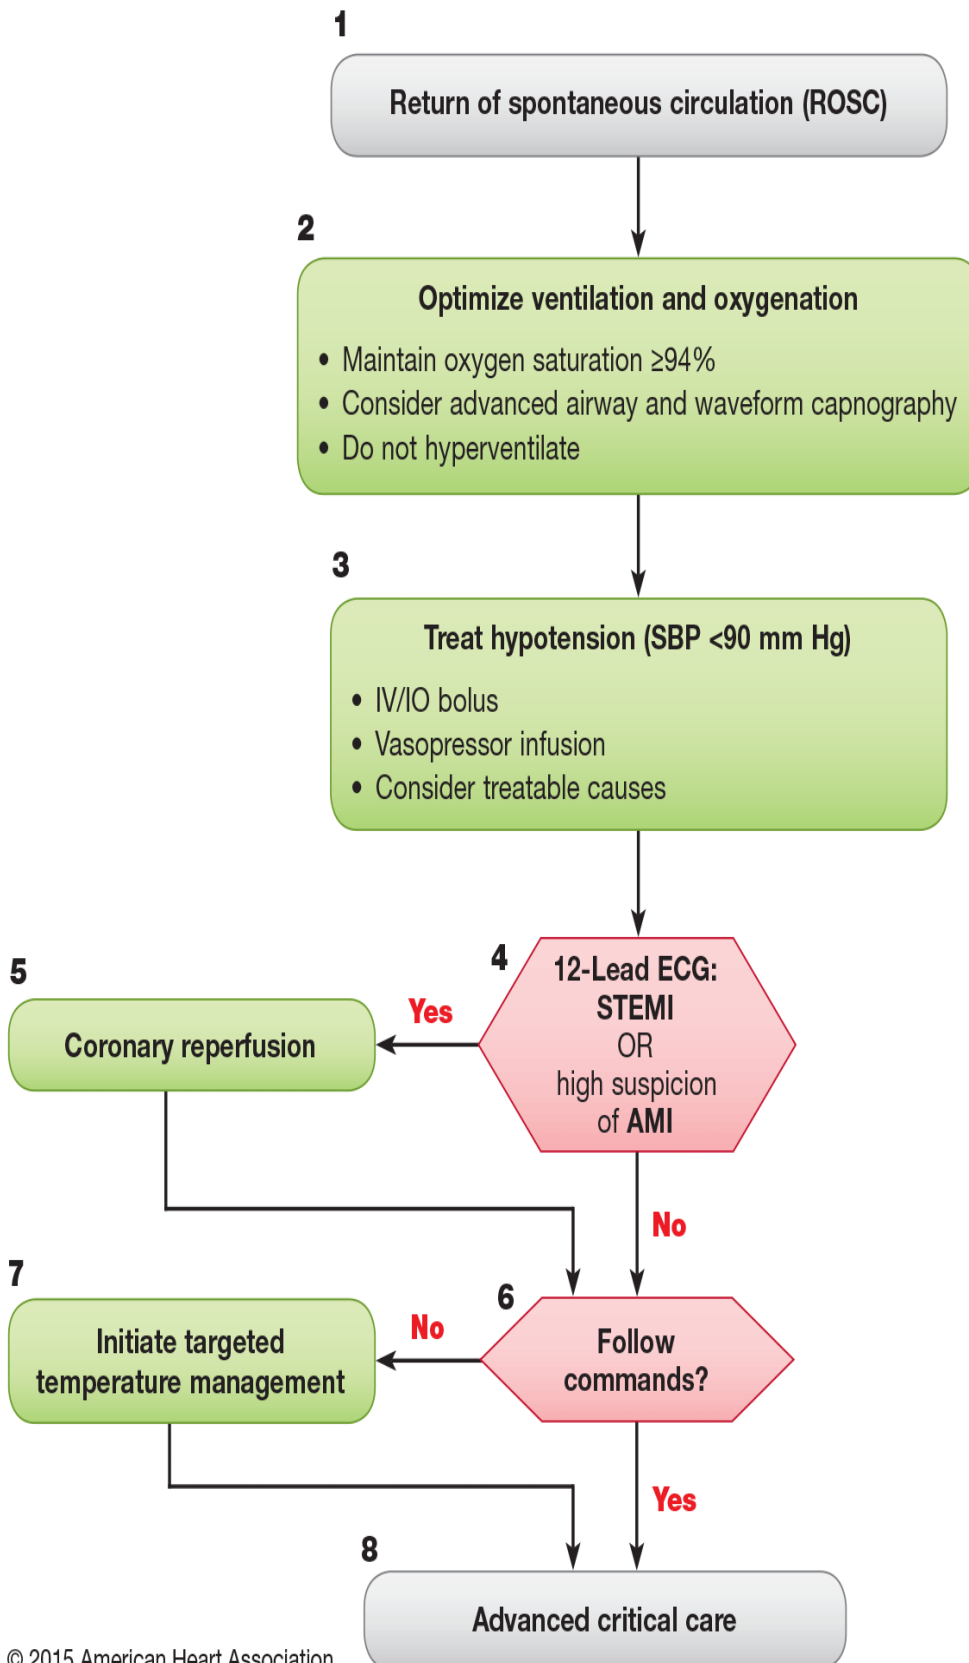 1
Return of spontaneous circulation (ROSC)
2
Optimize ventilation and oxygenation
• Maintain oxygen saturation ≥94%
• Consider advanced airway and waveform capnography
• Do not hyperventilate
3
Treat hypotension (SBP <90 mm Hg)
• IV/IO bolus
• Vasopressor infusion
• Consider treatable causes
4
12-Lead ECG:
STEMI
OR
high suspicion
of AMI
Yes
5
Coronary reperfusion
No
6
Follow
commands?
No
7
Initiate targeted
temperature management
Yes
8
Advanced critical care
© 2015 American Heart Association